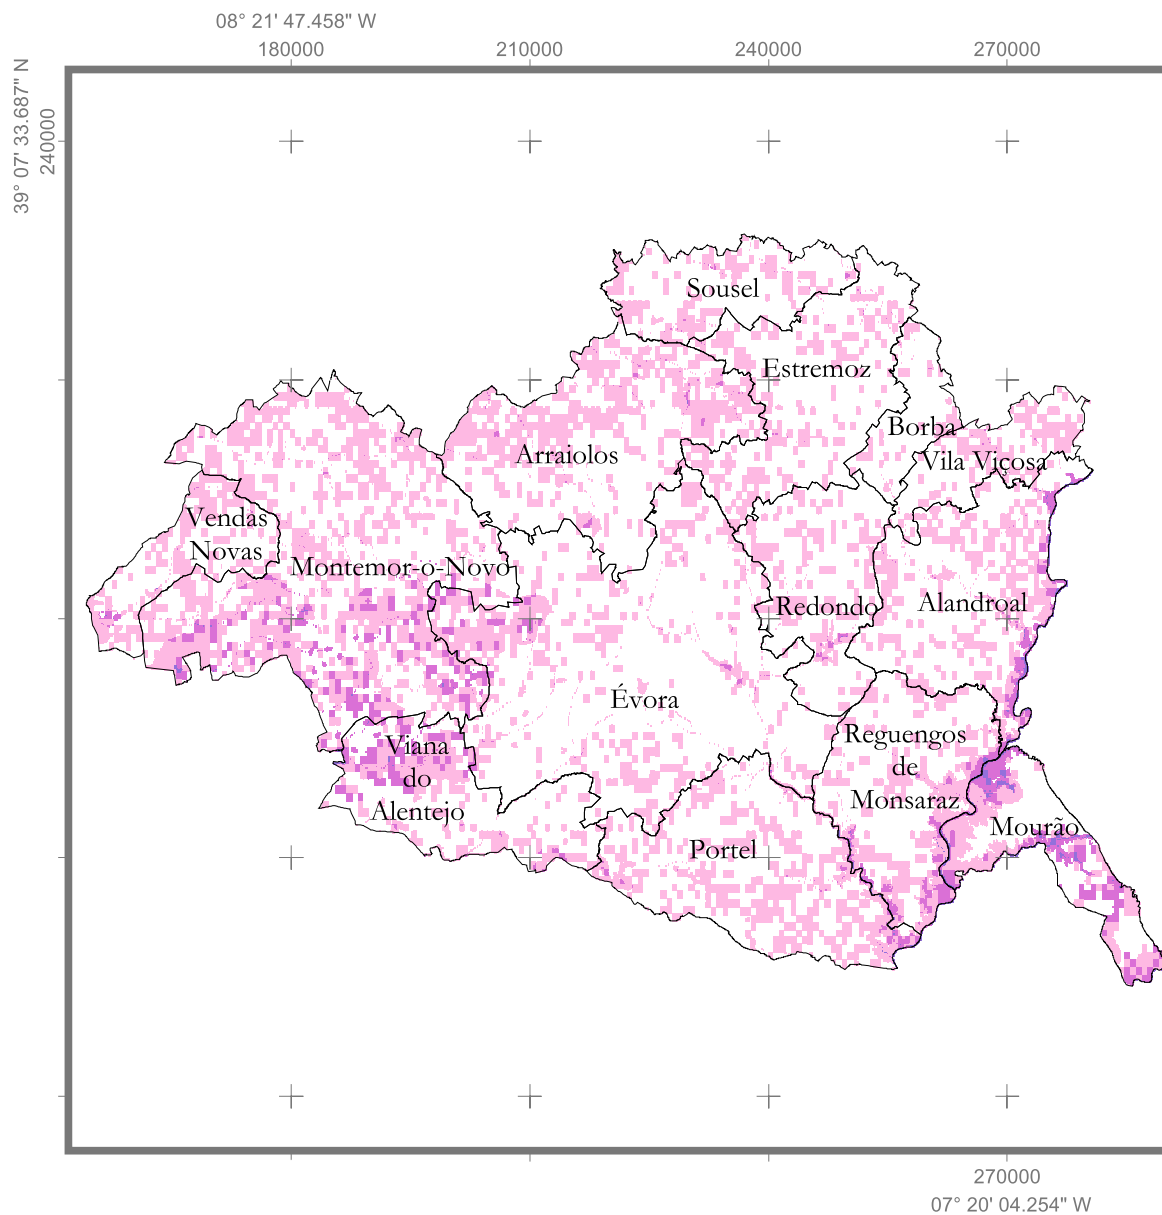 08° 21' 47.458" W
180000 210000 240000 270000
39° 07' 33.687" N
240000
Sousel
Estremoz
Borba
Arraiolos
Vila Viçosa
Vendas
Novas
Montemor-o-Novo
Redondo
Alandroal
Évora
Reguengos
de
Monsaraz
Viana
do
Alentejo
Mourão
Portel
270000
07° 20' 04.254" W